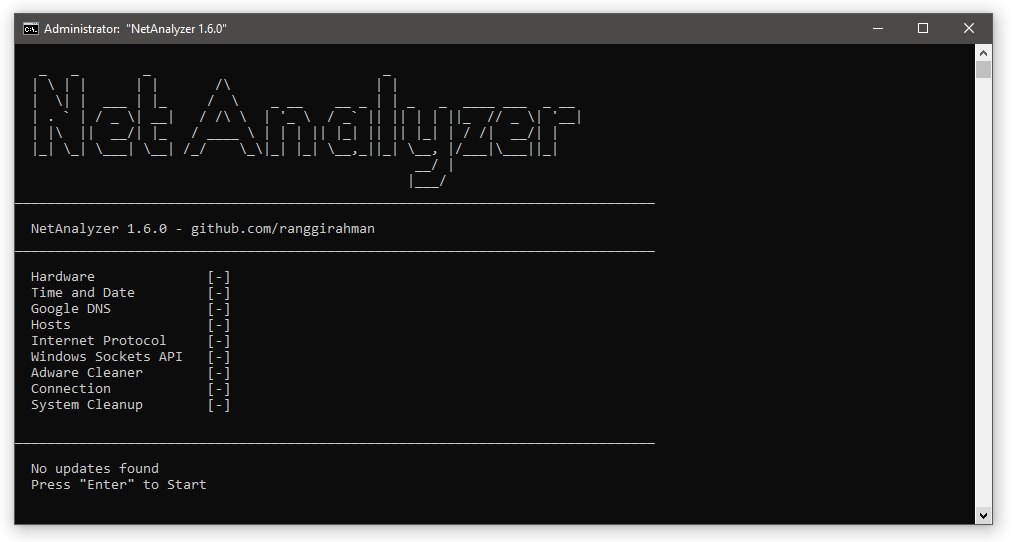 Administrator: "NetAnalyzer 1.6.0"
NetAnalyzer
NetAnalyzer 1.6.0 - github.com/ranggirahman
Hardware [-]
Time and Date [-]
Google DNS [-]
Hosts [-]
Internet Protocol [-]
Windows Sockets API [-]
Adware Cleaner [-]
Connection [-]
System Cleanup [-]
No updates found
Press "Enter" to Start